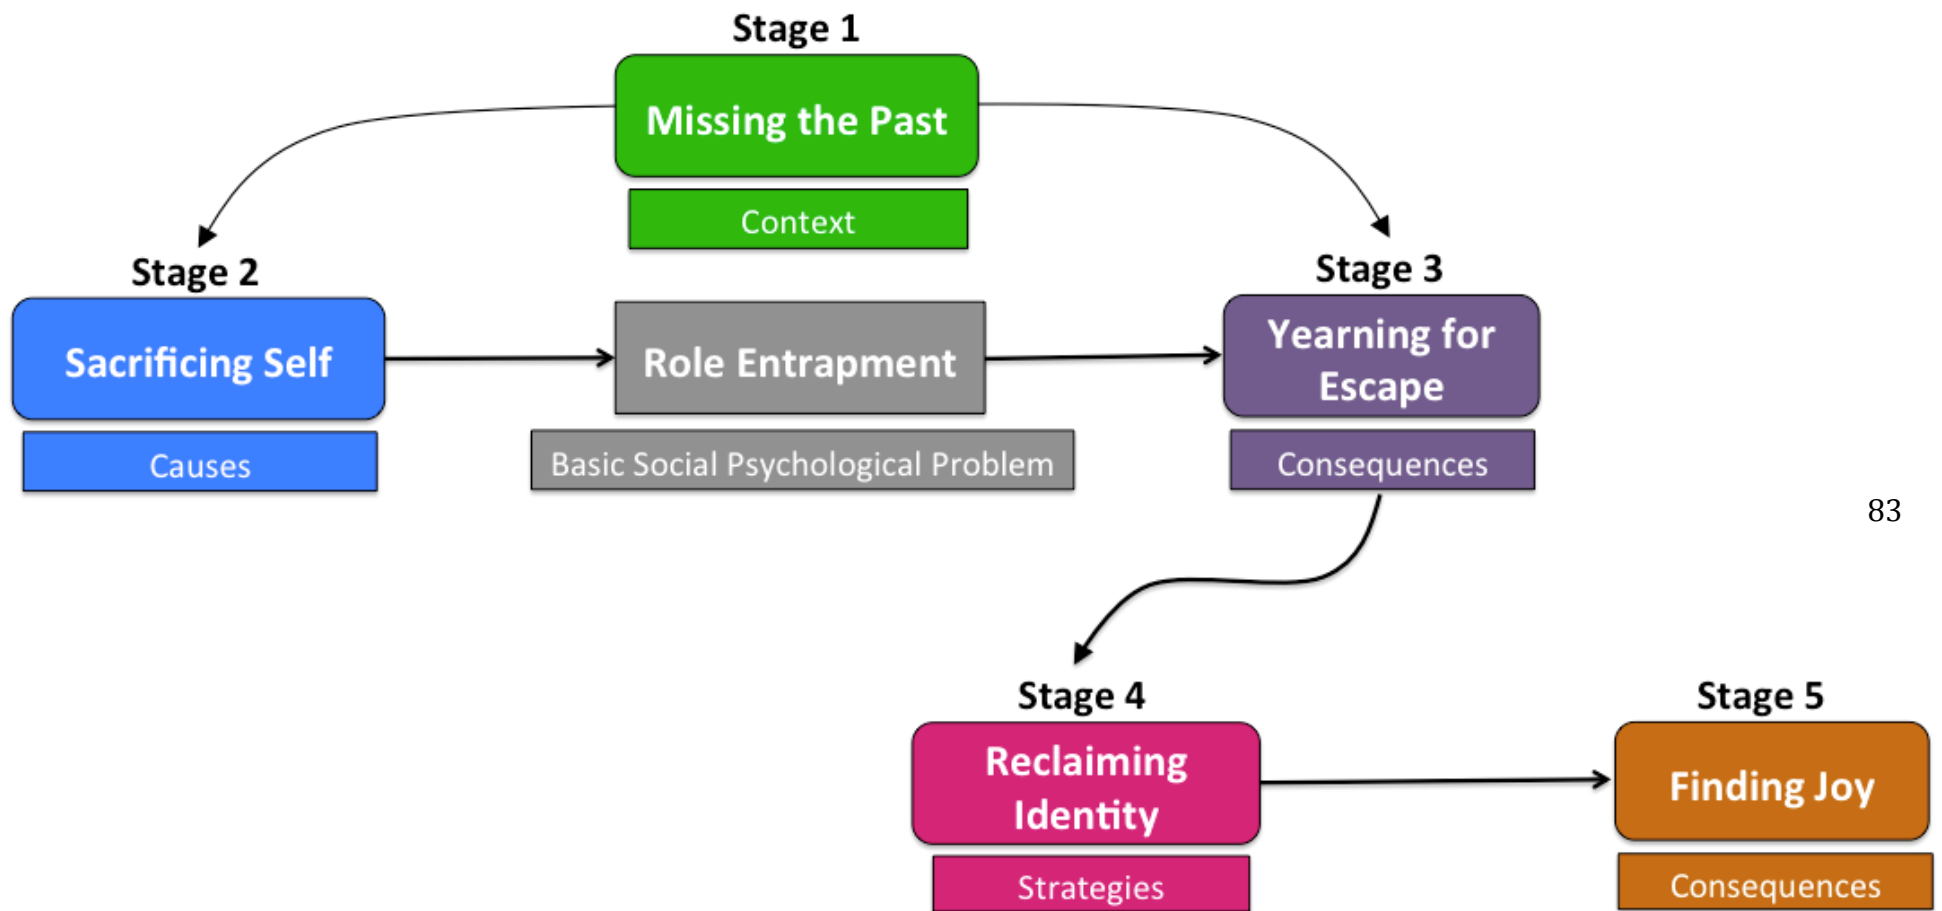 Stage 1
Missing the Past
Context
Stage 2
Sacrificing Self
Causes
Role Entrapment
Basic Social Psychological Problem
Stage 3
Yearning for
Escape
Consequences
83
Stage 4
Reclaiming
Identity
Strategies
Stage 5
Finding Joy
Consequences